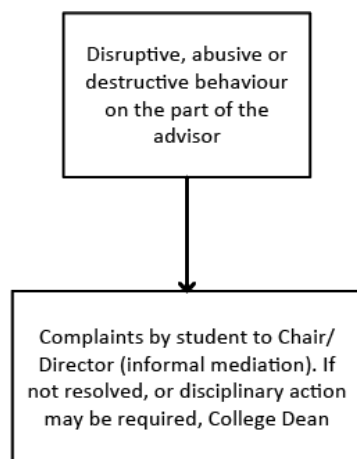 Disruptive, abusive or
destructive behaviour
on the part of the
advisor
Complaints by student to Chair/
Director (informal mediation). If
not resolved, or disciplinary action
may be required, College Dean